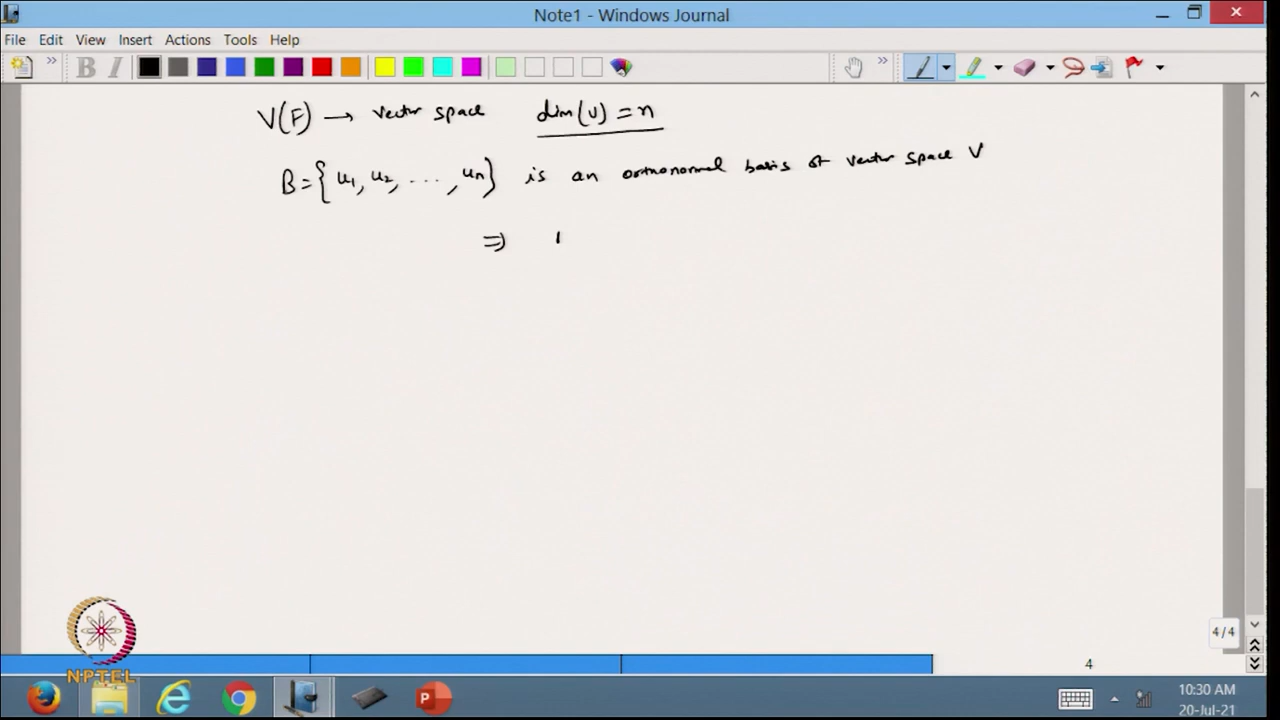 Note1 - Windows Journal
File Edit View Insert Actions Tools Help
B I
V(F) → vector space dim(V) = n
B = {u₁, u₂, ..., uₙ} is an orthonormal basis of vector space V
⇒
4/4
4
NPTEL
10:30 AM
20-Jul-21